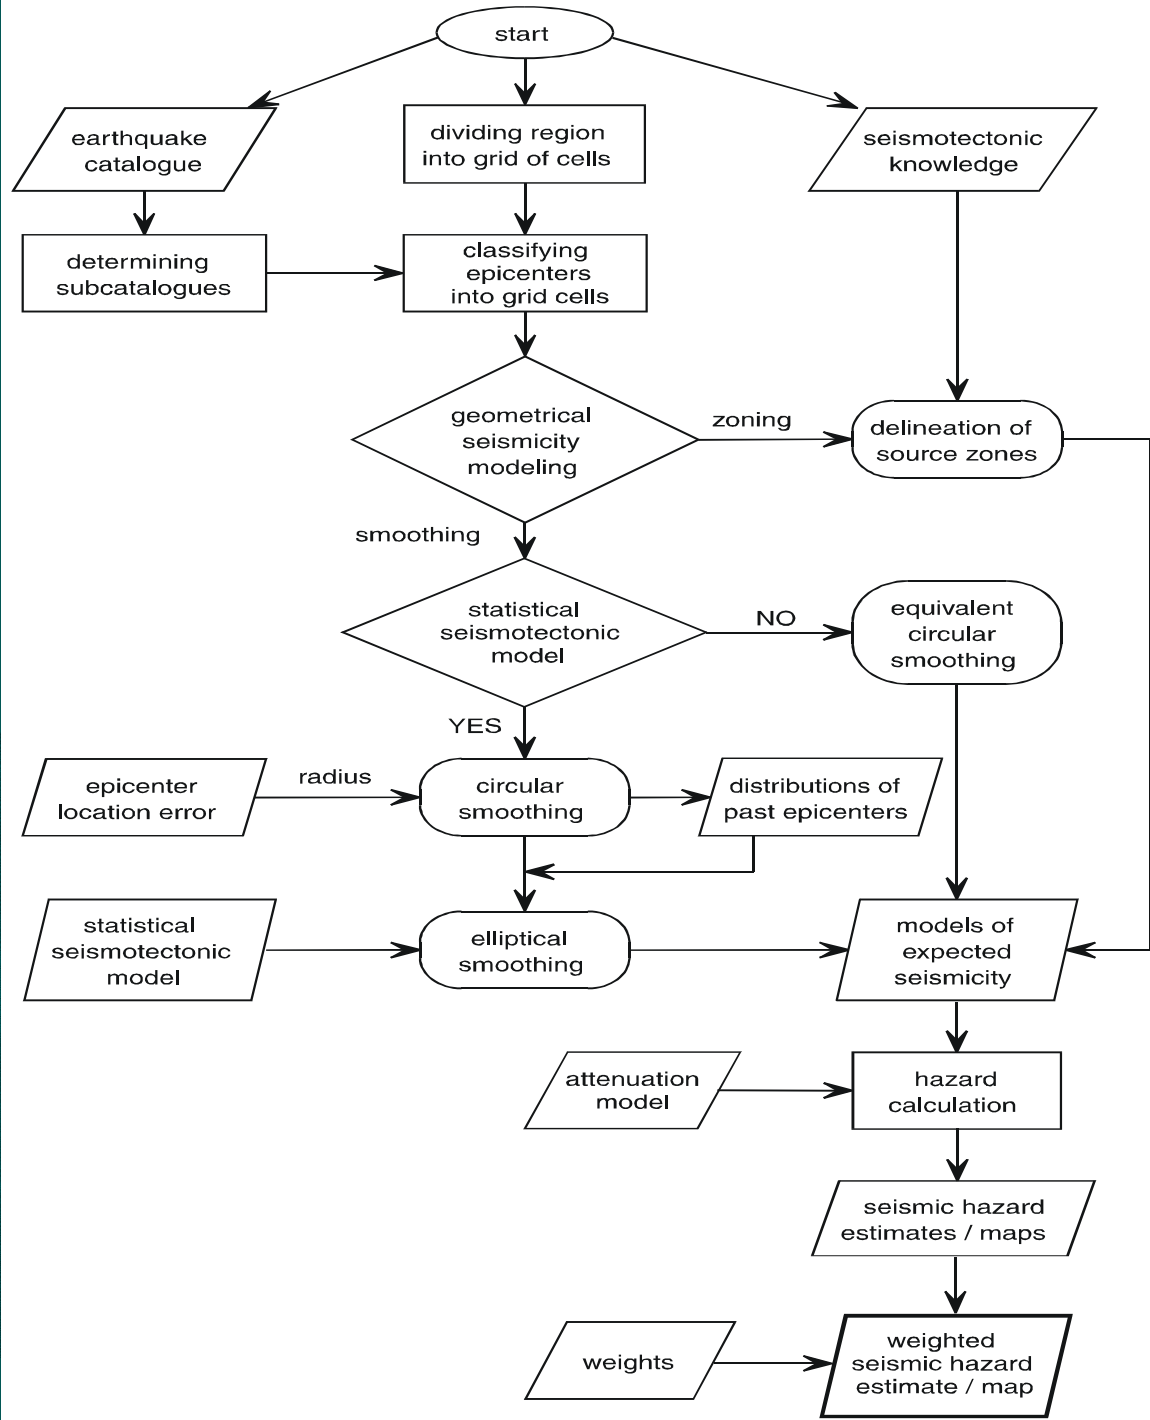 start
earthquake
catalogue
dividing region
into grid of cells
seismotectonic
knowledge
determining
subcatalogues
classifying
epicenters
into grid cells
geometrical
seismicity
modeling
zoning
delineation of
source zones
smoothing
statistical
seismotectonic
model
NO
equivalent
circular
smoothing
YES
epicenter
location error
radius
circular
smoothing
distributions of
past epicenters
statistical
seismotectonic
model
elliptical
smoothing
models of
expected
seismicity
attenuation
model
hazard
calculation
seismic hazard
estimates / maps
weights
weighted
seismic hazard
estimate / map